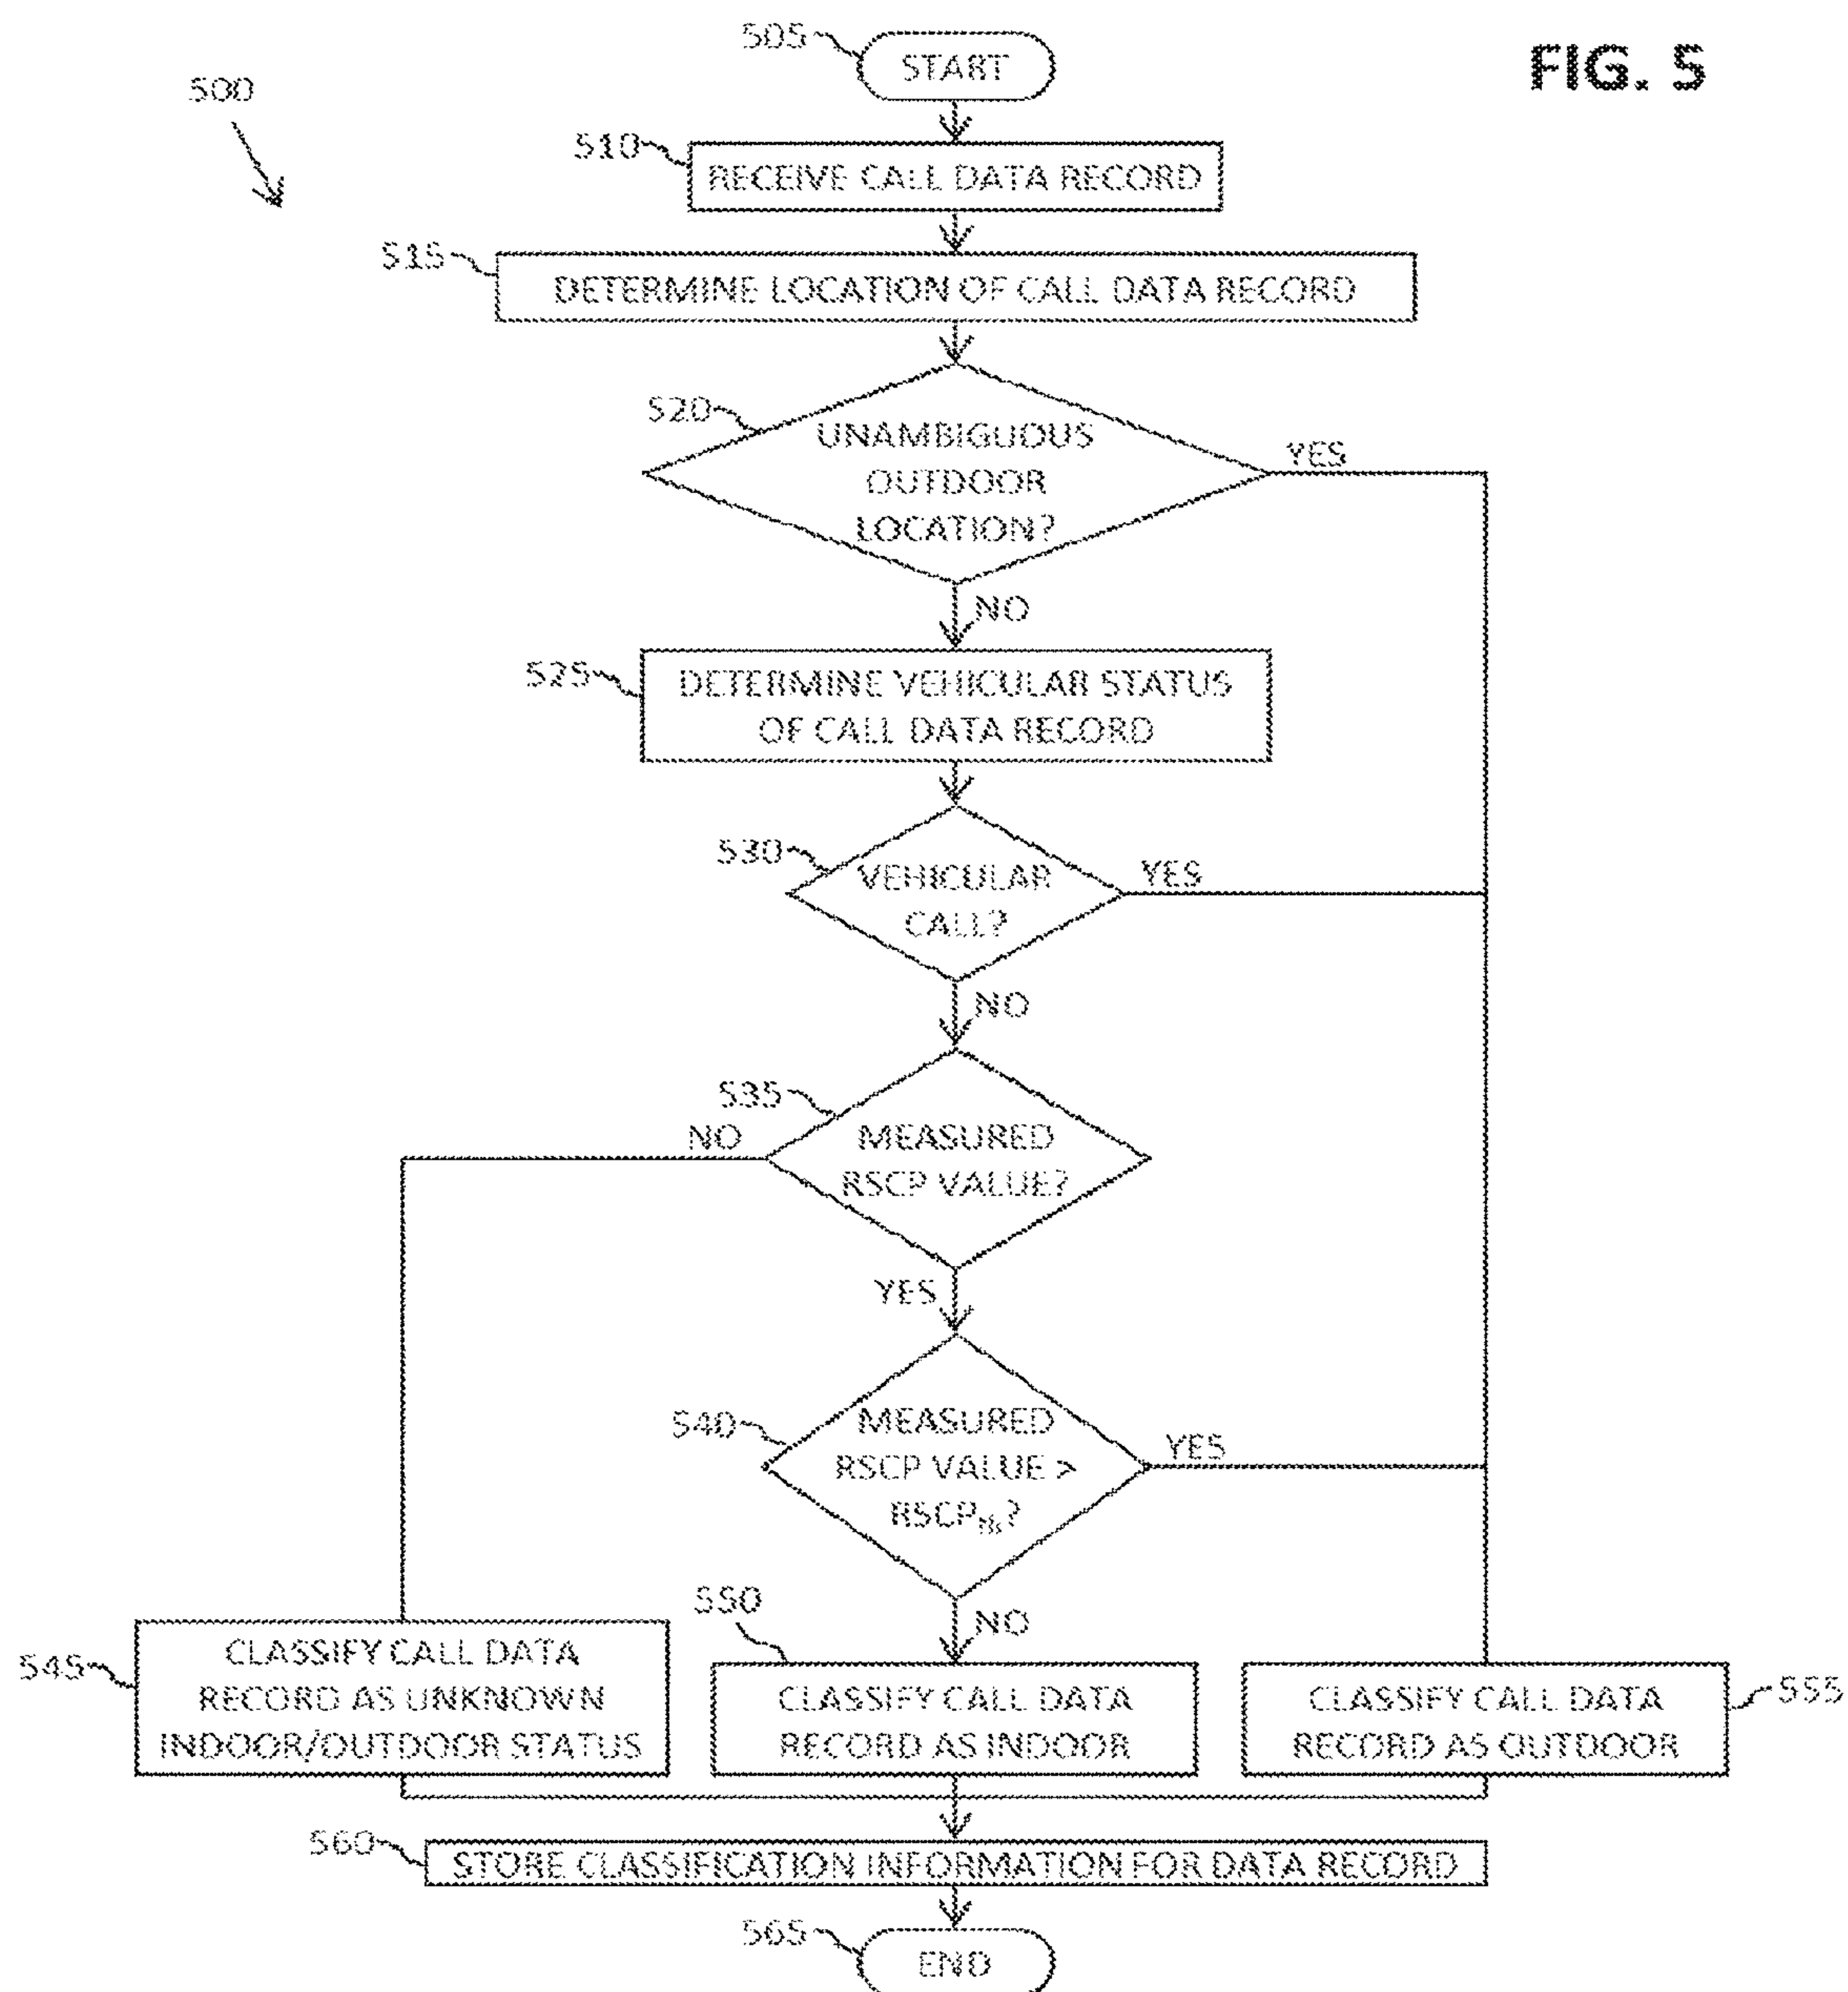 FIG. 5
500
505
START
510
RECEIVE CALL DATA RECORD
515
DETERMINE LOCATION OF CALL DATA RECORD
520
UNAMBIGUOUS
OUTDOOR
LOCATION?
YES
NO
525
DETERMINE VEHICULAR STATUS
OF CALL DATA RECORD
530
VEHICULAR
CALL?
YES
NO
535
MEASURED
RSCP VALUE?
NO
YES
540
MEASURED
RSCP VALUE >
RSCP_Thr?
YES
NO
545
CLASSIFY CALL DATA
RECORD AS UNKNOWN
INDOOR/OUTDOOR STATUS
550
CLASSIFY CALL DATA
RECORD AS INDOOR
555
CLASSIFY CALL DATA
RECORD AS OUTDOOR
560
STORE CLASSIFICATION INFORMATION FOR DATA RECORD
565
END